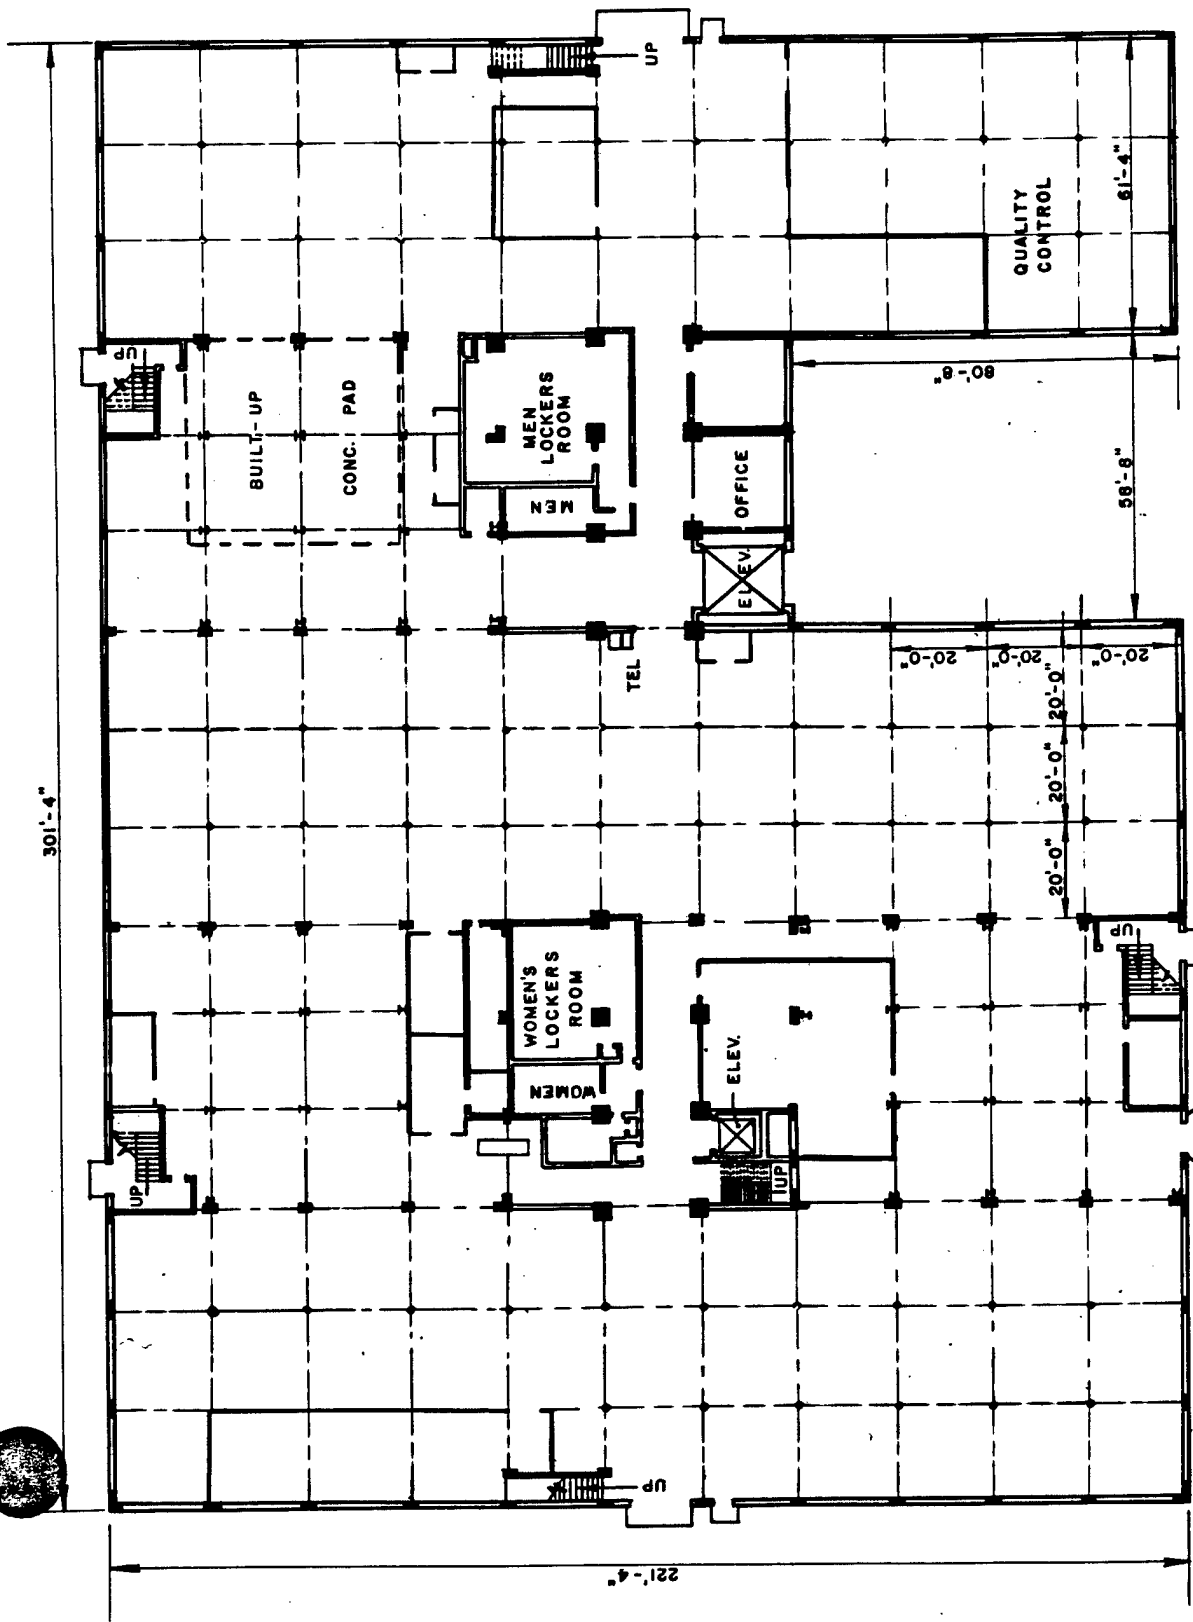 301'-4"
UP
UP
BUILT-UP
CONC. PAD
MEN
LOCKERS
ROOM
MEN
OFFICE
ELEV.
QUALITY
CONTROL
61'-4"
80'-8"
58'-8"
TEL
20'-0"
20'-0"
20'-0"
20'-0"
20'-0"
20'-0"
UP
WOMEN'S
LOCKERS
ROOM
WOMEN
ELEV.
UP
UP
UP
221'-4"